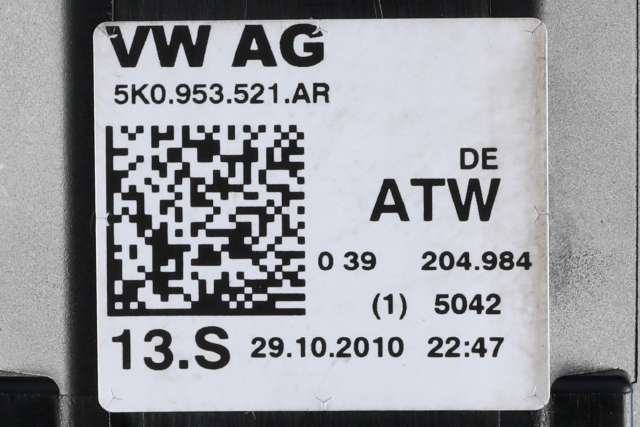 VW AG
5K0.953.521.AR
DE
ATW
0 39 204.984
(1) 5042
13.S 29.10.2010 22:47